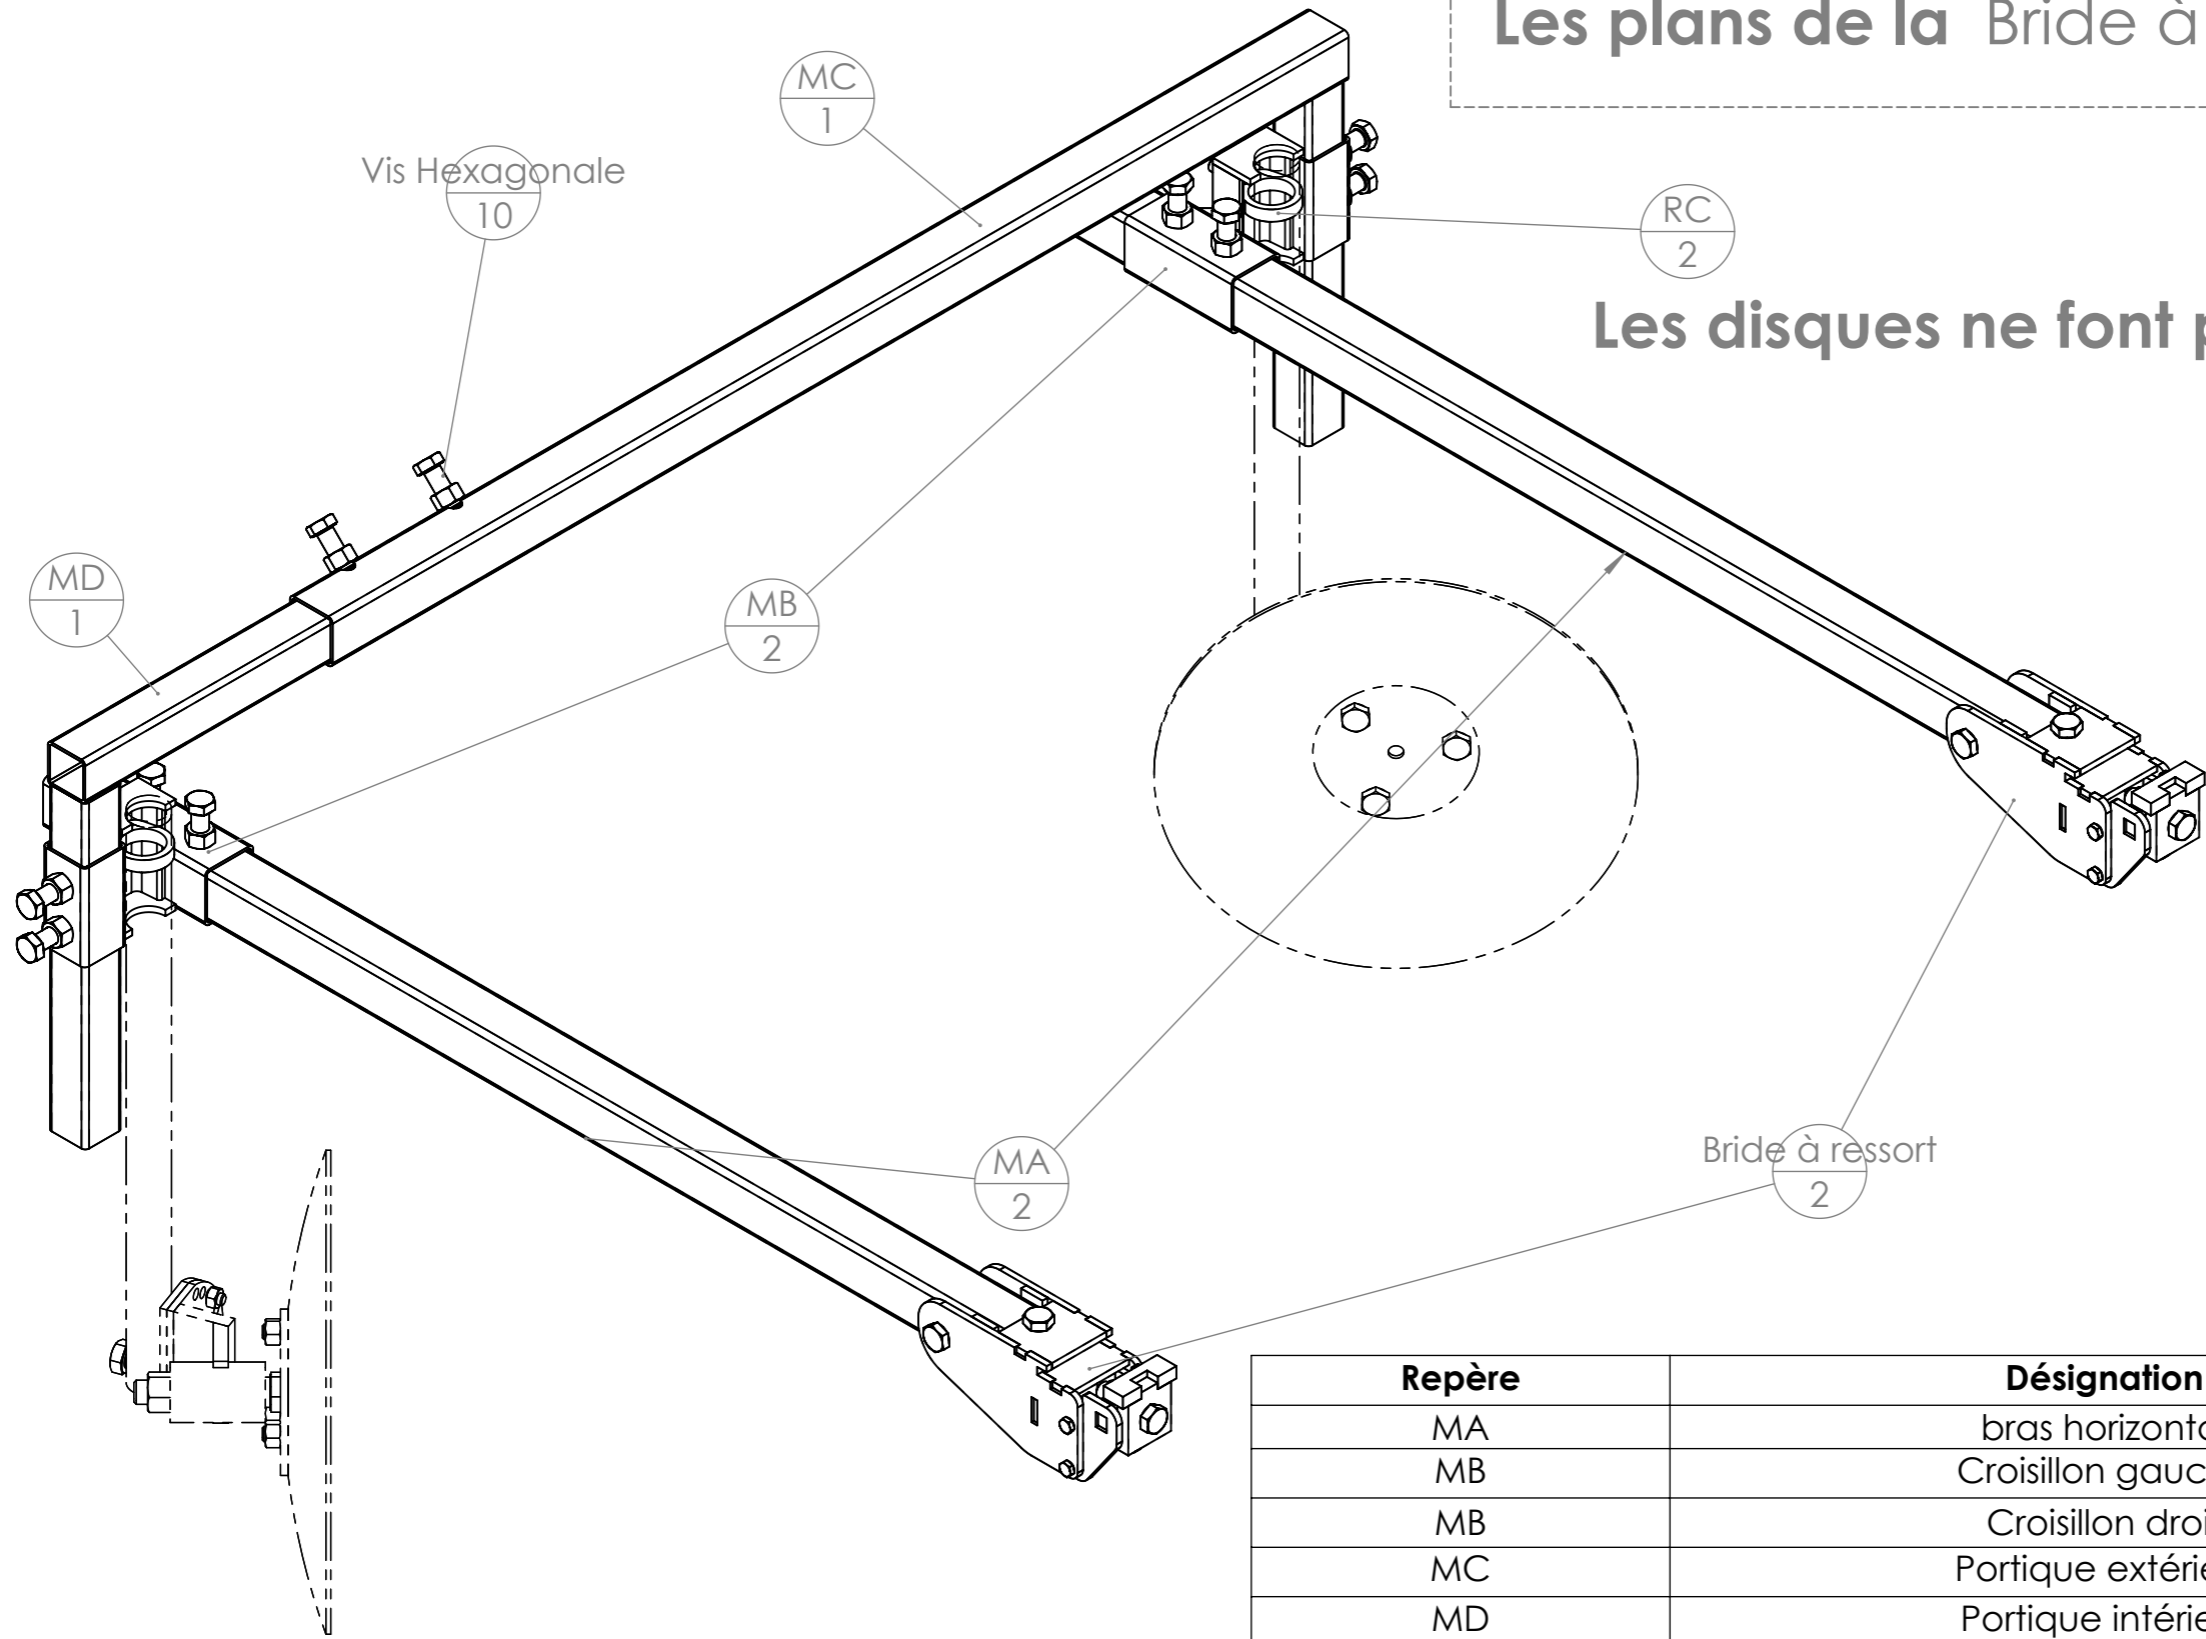 Les plans de la Bride à
MC
1
Vis Hexagonale
10
RC
2
Les disques ne font
MD
1
MB
2
MA
2
Bride à ressort
2
Repère Désignation
MA bras horizonta
MB Croisillon gauc
MB Croisillon droi
MC Portique extérie
MD Portique intérie